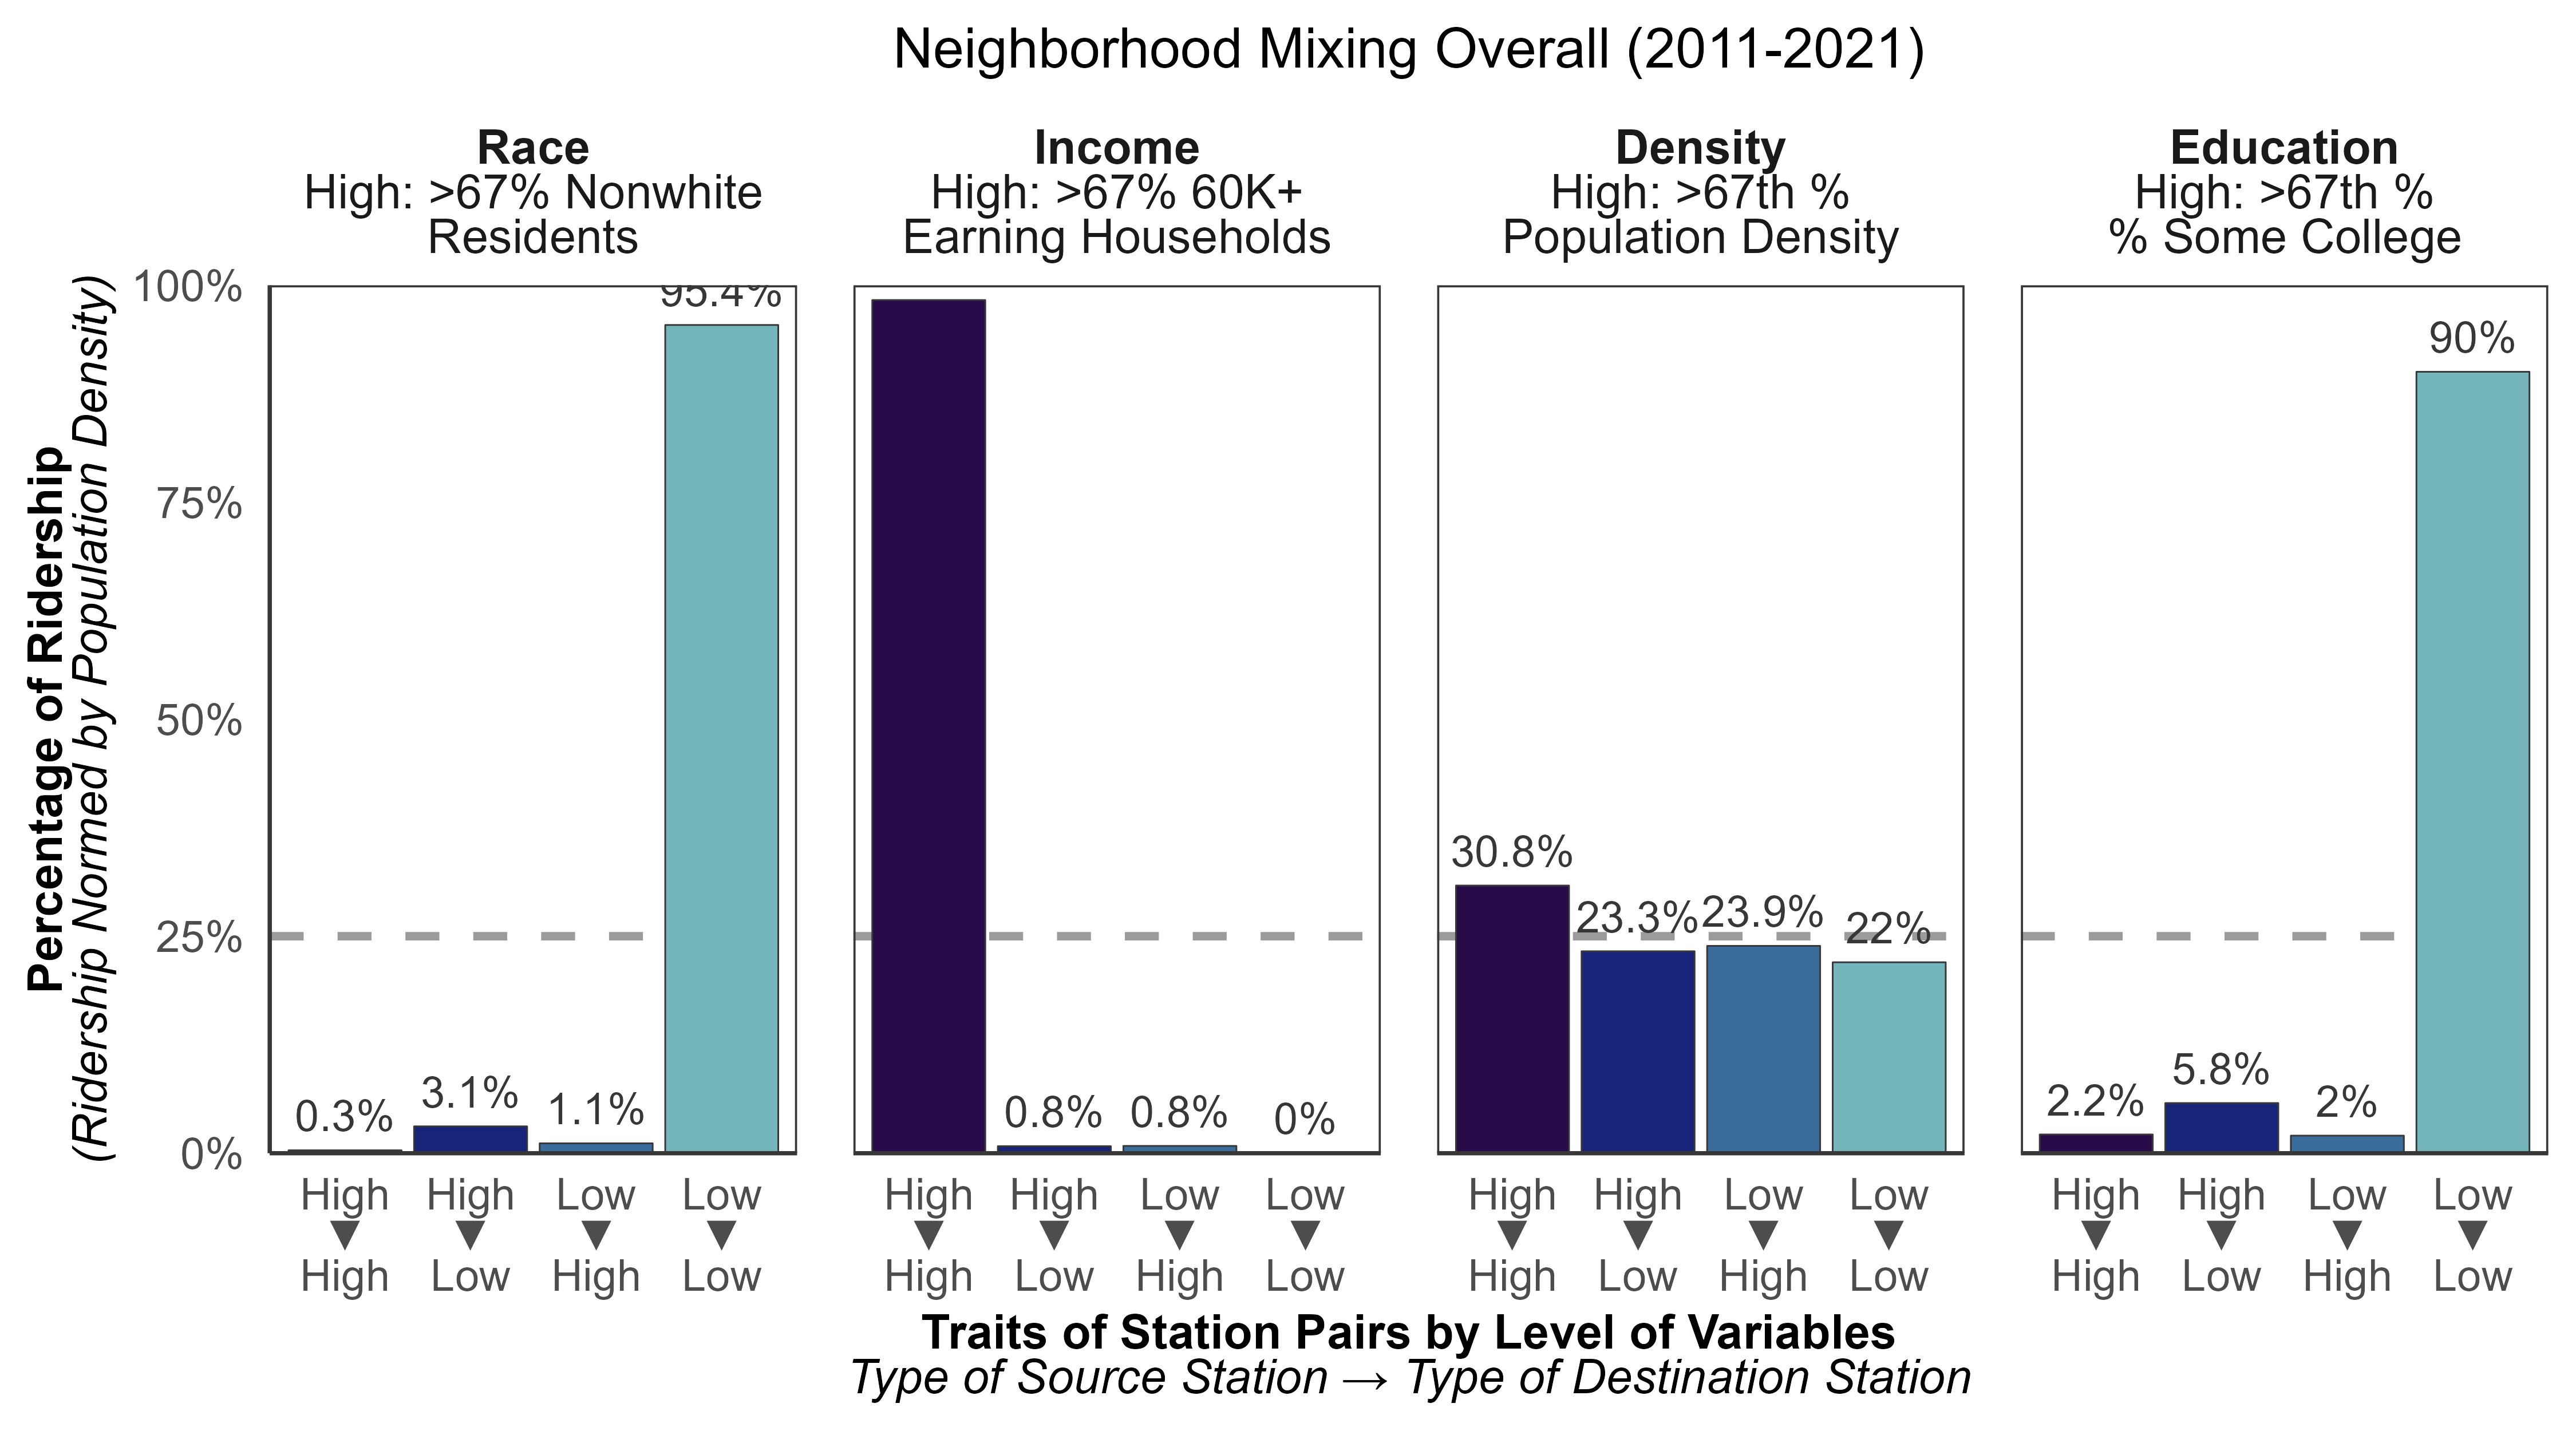 Neighborhood Mixing Overall (2011-2021)
Race
High: >67% Nonwhite
Residents
Income
High: >67% 60K+
Earning Households
Density
High: >67th %
Population Density
Education
High: >67th %
% Some College
Percentage of Ridership
(Ridership Normed by Population Density)
100%
75%
50%
25%
0%
0.3%
3.1%
1.1%
95.4%
0.8%
0.8%
0%
30.8%
23.3%
23.9%
22%
2.2%
5.8%
2%
90%
High High Low Low
▼ ▼ ▼ ▼
High Low High Low
High High Low Low
▼ ▼ ▼ ▼
High Low High Low
High High Low Low
▼ ▼ ▼ ▼
High Low High Low
High High Low Low
▼ ▼ ▼ ▼
High Low High Low
Traits of Station Pairs by Level of Variables
Type of Source Station → Type of Destination Station